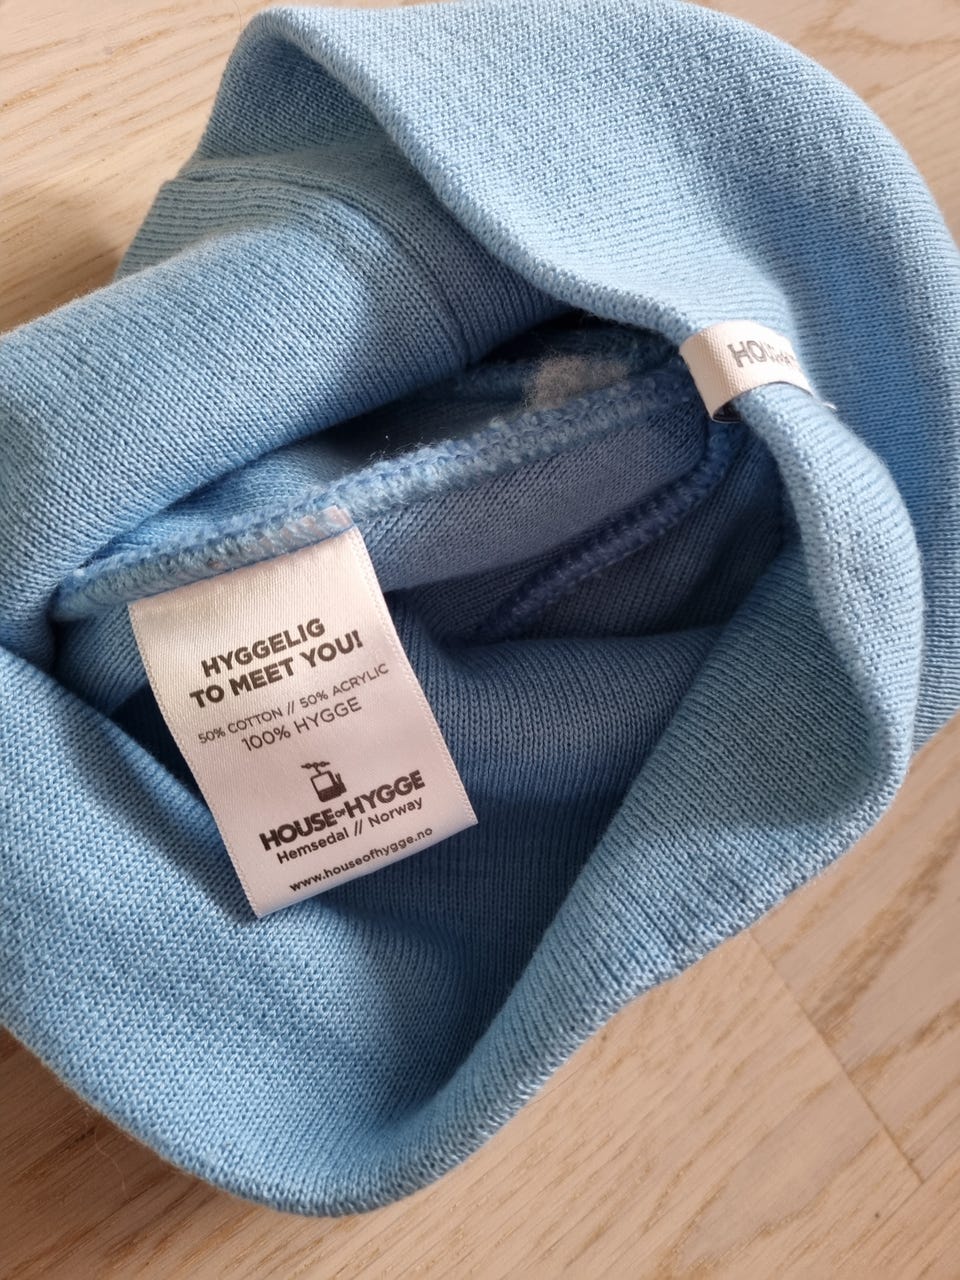 HYGGELIG
TO MEET YOU!
50% COTTON // 50% ACRYLIC
100% HYGGE
HOUSE OF HYGGE
Hemsedal // Norway
www.houseofhygge.no